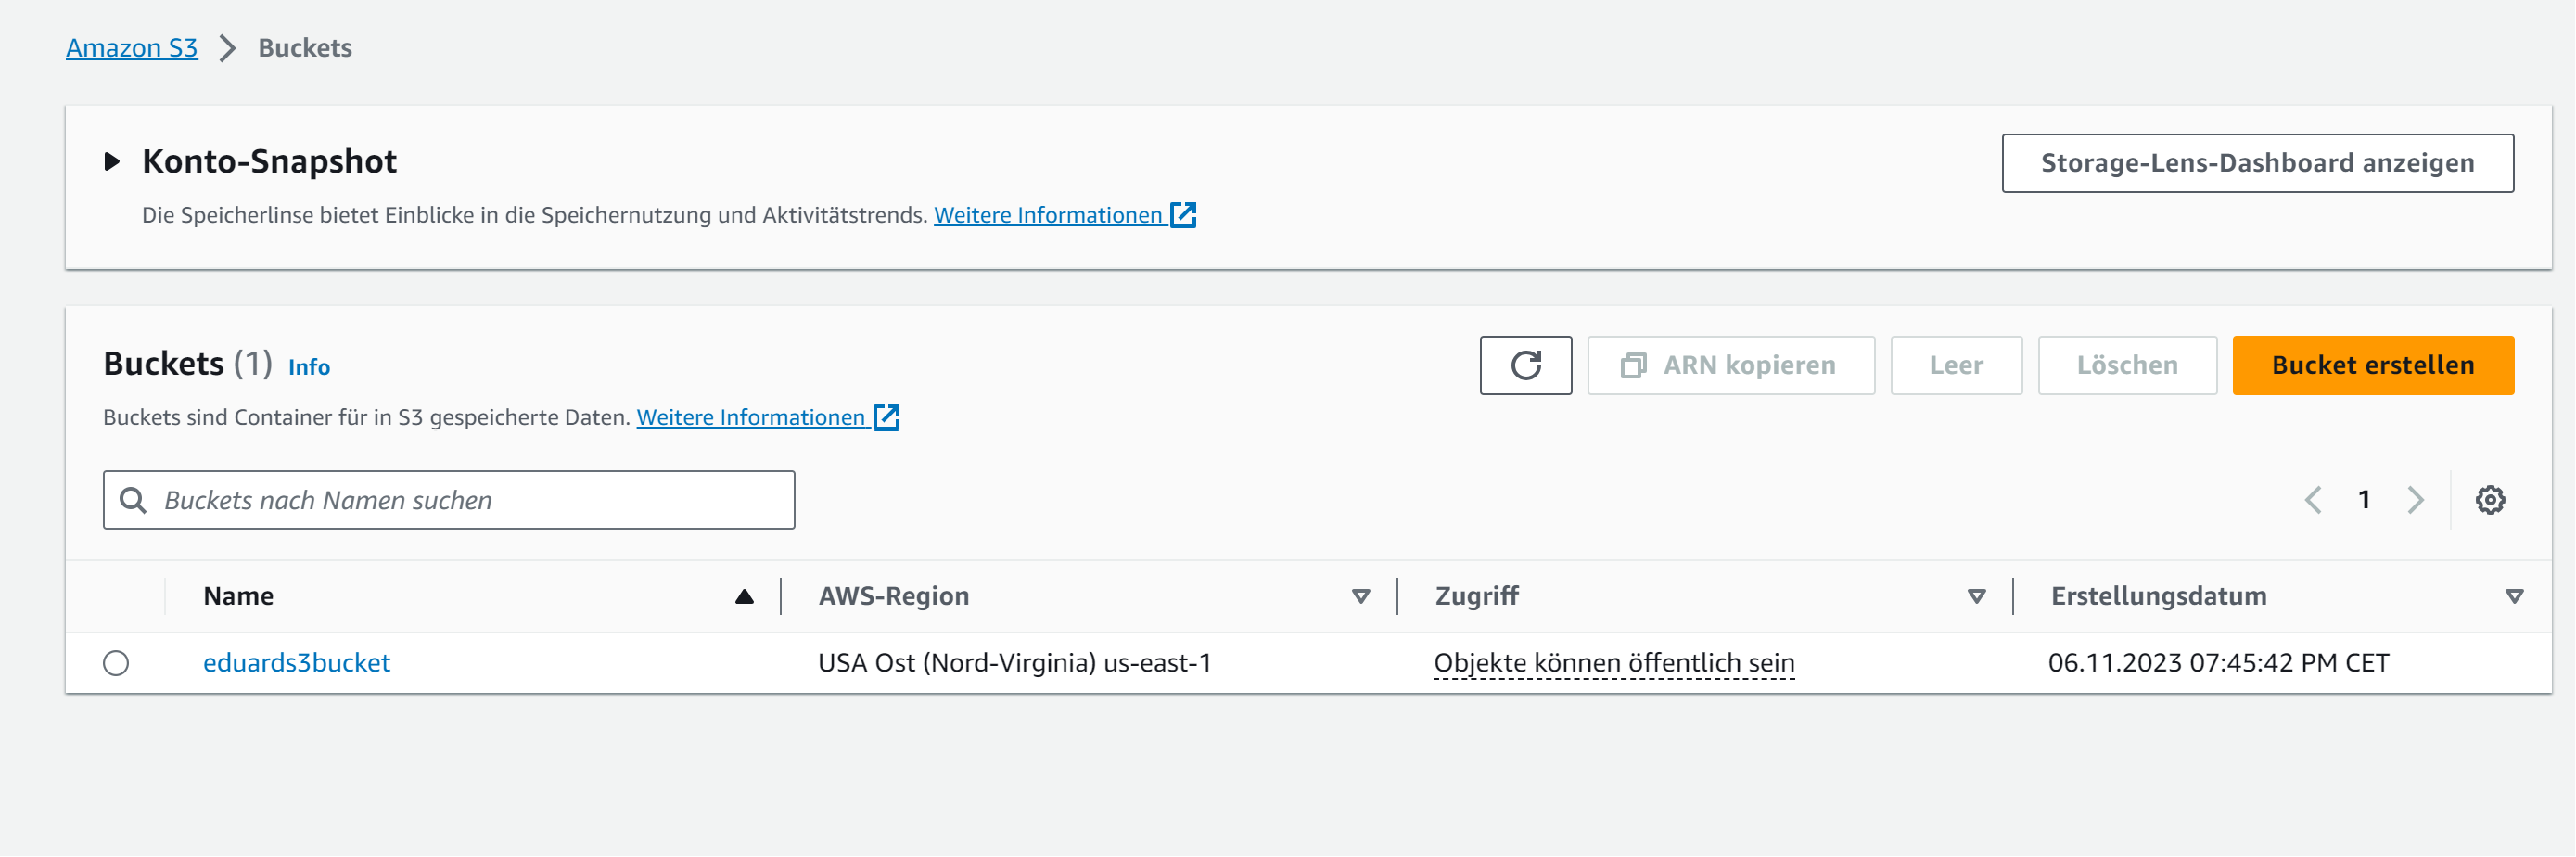 Amazon S3 > Buckets
Konto-Snapshot
Storage-Lens-Dashboard anzeigen
Die Speicherlinse bietet Einblicke in die Speichernutzung und Aktivitätstrends. Weitere Informationen
Buckets (1) Info
ARN kopieren
Leer
Löschen
Bucket erstellen
Buckets sind Container für in S3 gespeicherte Daten. Weitere Informationen
Buckets nach Namen suchen
1
Name AWS-Region Zugriff Erstellungsdatum
eduards3bucket USA Ost (Nord-Virginia) us-east-1 Objekte können öffentlich sein 06.11.2023 07:45:42 PM CET